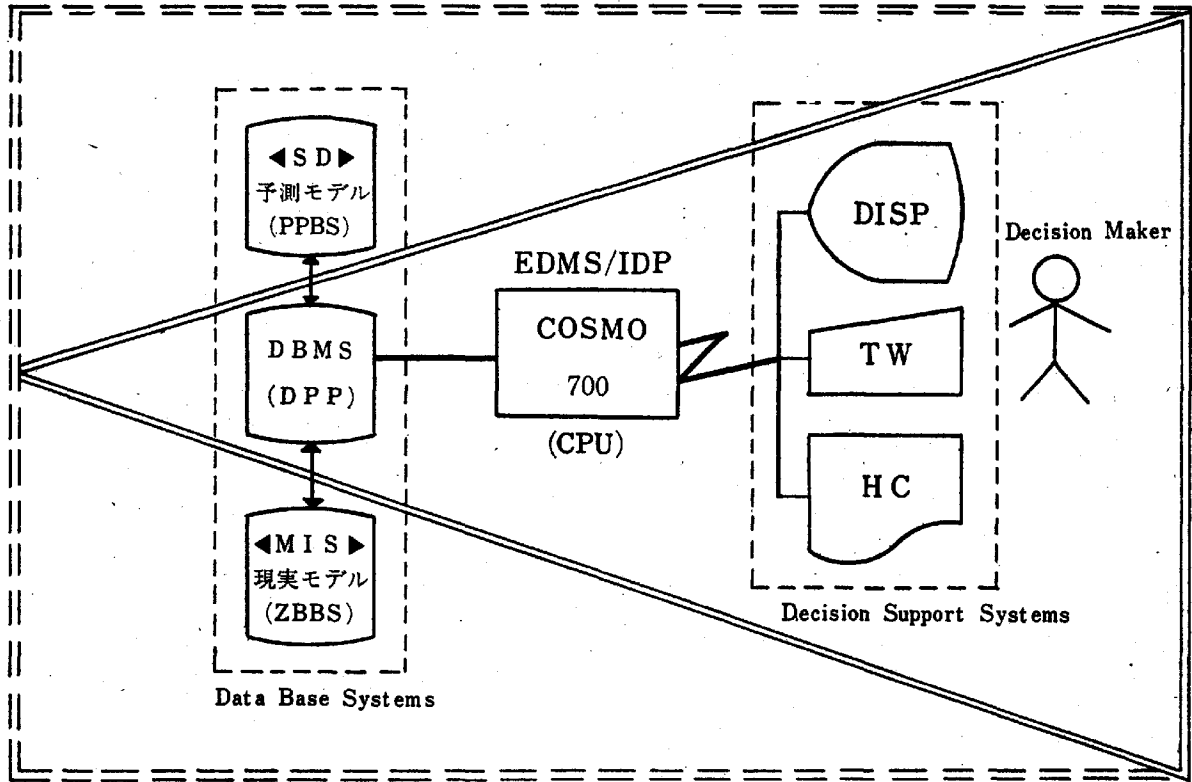 ◀SD▶
予測モデル
(PPBS)
DBMS
(DPP)
◀MIS▶
現実モデル
(ZBBS)
Data Base Systems
EDMS/IDP
COSMO
700
(CPU)
DISP
TW
HC
Decision Support Systems
Decision Maker